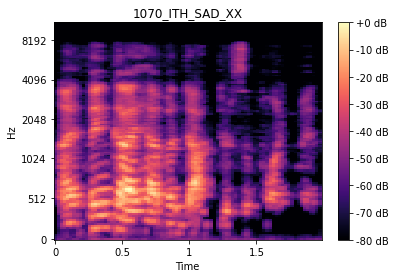 1070_ITH_SAD_XX
8192
4096
2048
1024
512
0
Hz
0
0.5
1
1.5
Time
+0 dB
-10 dB
-20 dB
-30 dB
-40 dB
-50 dB
-60 dB
-70 dB
-80 dB